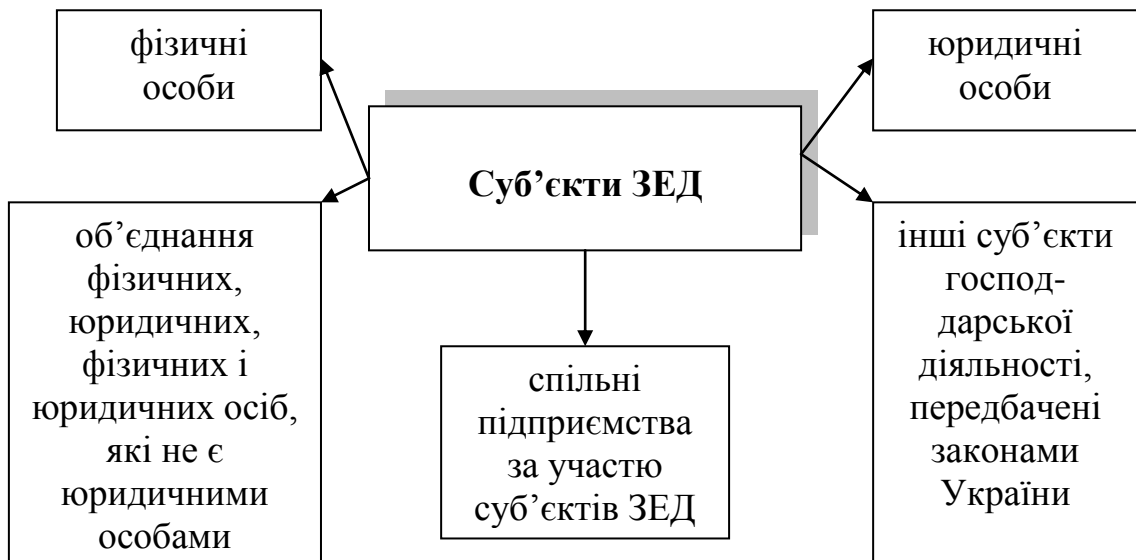 фізичні
особи
юридичні
особи
Суб’єкти ЗЕД
об’єднання
фізичних,
юридичних,
фізичних і
юридичних осіб,
які не є
юридичними
особами
спільні
підприємства
за участю
суб’єктів ЗЕД
інші суб’єкти
господ-
дарської
діяльності,
передбачені
законами
України